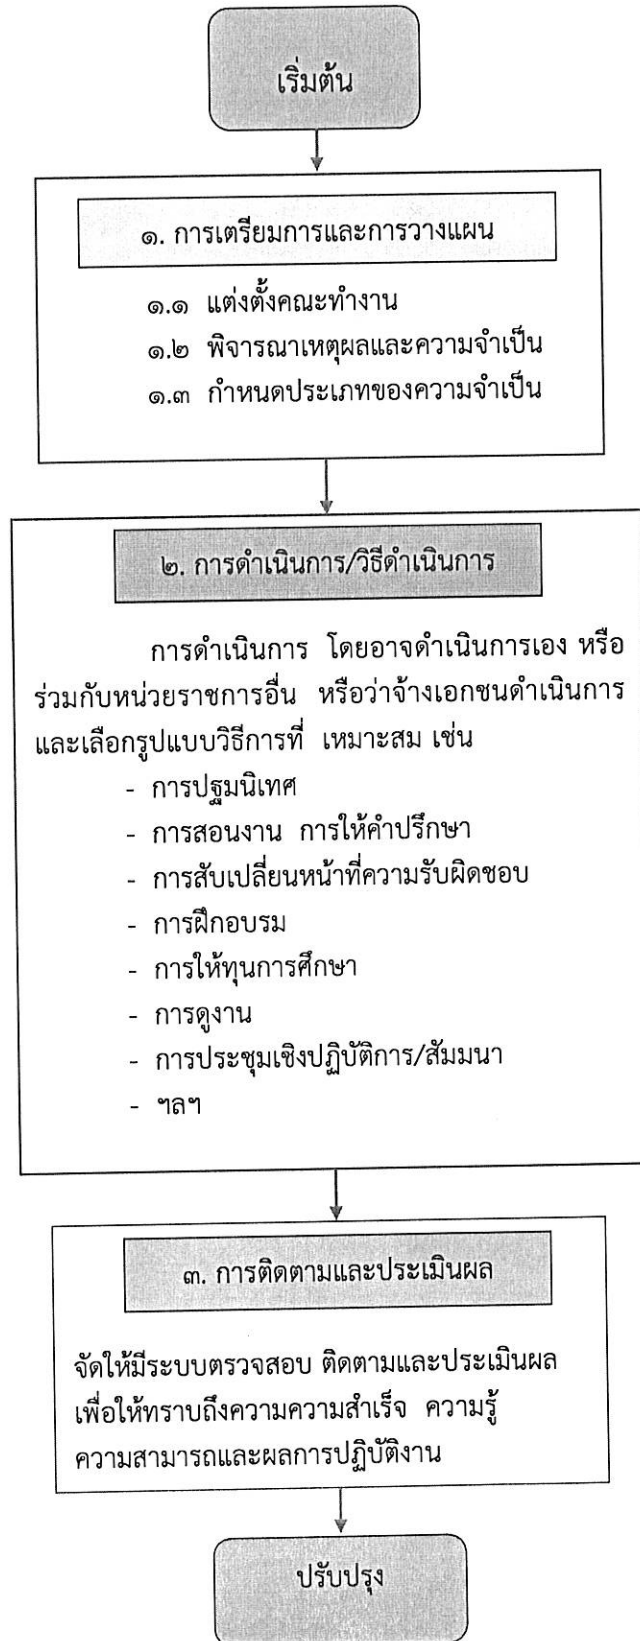 เริ่มต้น
๑. การเตรียมการและการวางแผน
๑.๑ แต่งตั้งคณะทำงาน
๑.๒ พิจารณาเหตุผลและความจำเป็น
๑.๓ กำหนดประเภทของความจำเป็น
๒. การดำเนินการ/วิธีดำเนินการ
การดำเนินการ โดยอาจดำเนินการเอง หรือ
ร่วมกับหน่วยราชการอื่น หรือว่าจ้างเอกชนดำเนินการ
และเลือกรูปแบบวิธีการที่ เหมาะสม เช่น
- การปฐมนิเทศ
- การสอนงาน การให้คำปรึกษา
- การสับเปลี่ยนหน้าที่ความรับผิดชอบ
- การฝึกอบรม
- การให้ทุนการศึกษา
- การดูงาน
- การประชุมเชิงปฏิบัติการ/สัมมนา
- ฯลฯ
๓. การติดตามและประเมินผล
จัดให้มีระบบตรวจสอบ ติดตามและประเมินผล
เพื่อให้ทราบถึงความความสำเร็จ ความรู้
ความสามารถและผลการปฏิบัติงาน
ปรับปรุง